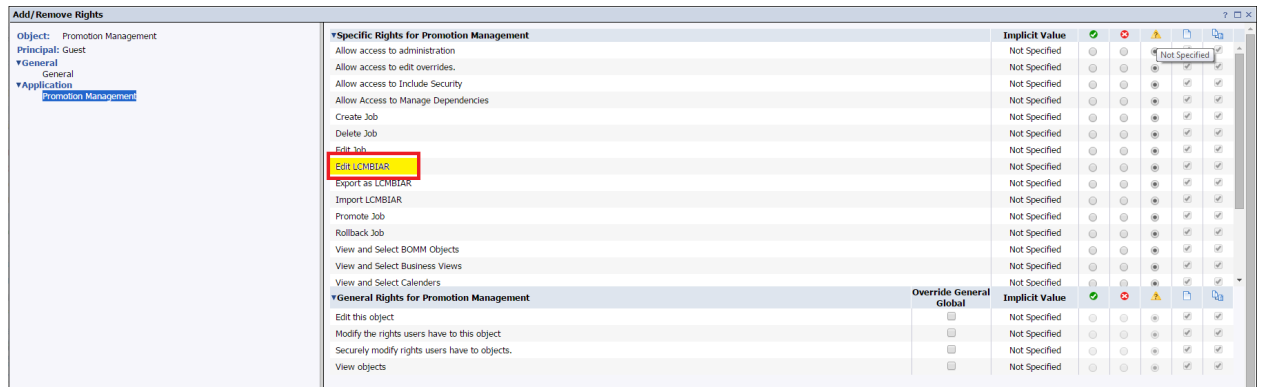 Add/Remove Rights
Object: Promotion Management
Principal: Guest
General
General
Application
Promotion Management
Specific Rights for Promotion Management Implicit Value
Allow access to administration Not Specified
Not Specified
Allow access to edit overrides. Not Specified
Allow access to Include Security Not Specified
Allow Access to Manage Dependencies Not Specified
Create Job Not Specified
Delete Job Not Specified
Edit Job Not Specified
Edit LCMBIAR Not Specified
Export as LCMBIAR Not Specified
Import LCMBIAR Not Specified
Promote Job Not Specified
Rollback Job Not Specified
View and Select BOMM Objects Not Specified
View and Select Business Views Not Specified
View and Select Calenders Not Specified
General Rights for Promotion Management Override General Global Implicit Value
Edit this object Not Specified
Modify the rights users have to this object Not Specified
Securely modify rights users have to objects. Not Specified
View objects Not Specified